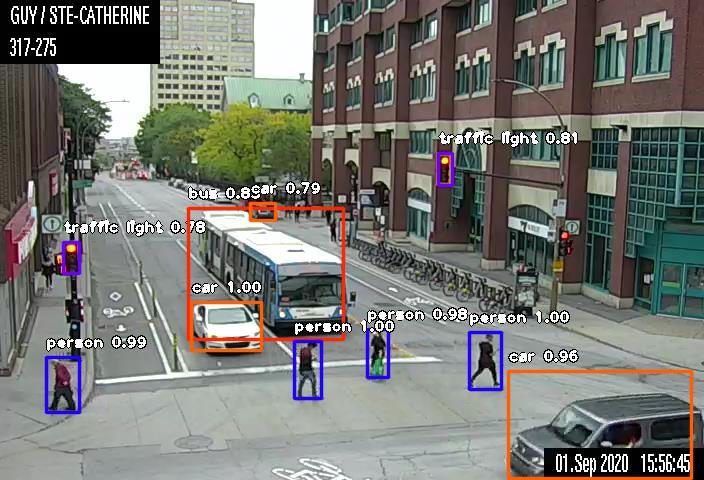 GUY / STE-CATHERINE
317-275
traffic light 0.81
bus 0.89
car 0.79
traffic light 0.78
car 1.00
person 0.98
person 1.00
person 1.00
person 0.99
car 0.96
01.Sep 2020 15:56:45